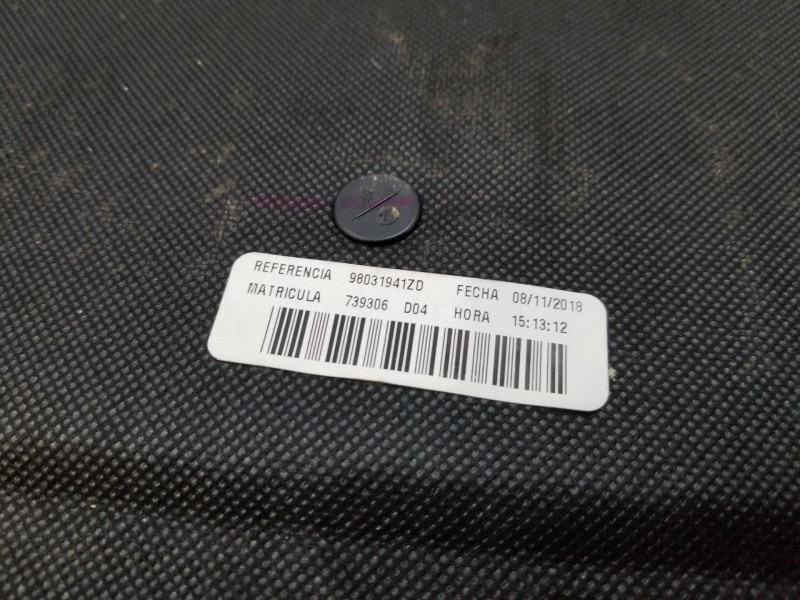 REFERENCIA 98031941ZD FECHA 08/11/2018
MATRICULA 739306 D04 HORA 15:13:12